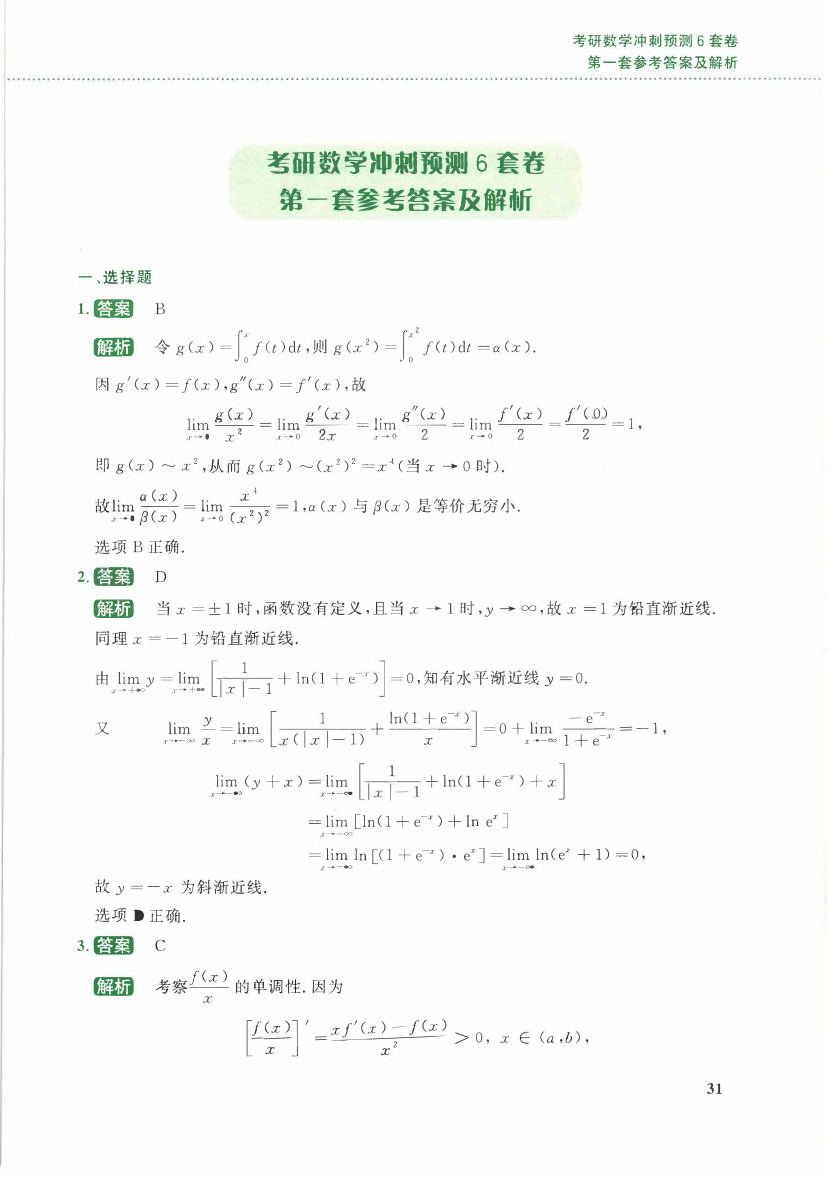 考研数学冲刺预测6套卷
第一套参考答案及解析
考研数学冲刺预测6套卷
第一套参考答案及解析
一、选择题
1. 答案 B
解析 令 g(x)=∫₀ˣ f(t)dt,则 g(x²)=∫₀^(x²) f(t)dt=α(x).
因 g′(x)=f(x),g″(x)=f′(x),故
lim_(x→0) g(x)/x² = lim_(x→0) g′(x)/2x = lim_(x→0) g″(x)/2 = lim_(x→0) f′(x)/2 = f′(0)/2 = 1,
即 g(x)~x²,从而 g(x²)~(x²)²=x⁴(当 x→0时).
故 lim_(x→0) α(x)/β(x) = lim_(x→0) x⁴/(x²)² = 1,α(x) 与 β(x) 是等价无穷小.
选项 B 正确.
2. 答案 D
解析 当 x=±1 时,函数没有定义,且当 x→1 时,y→∞,故 x=1 为铅直渐近线.
同理 x=-1 为铅直渐近线.
由 lim_(x→+∞) y = lim_(x→+∞) [1/(|x|-1) + ln(1+e^(-x))] = 0,知有水平渐近线 y=0.
又 lim_(x→-∞) y/x = lim_(x→-∞) [1/(x(|x|-1)) + ln(1+e^(-x))/x] = 0 + lim_(x→-∞) -e^(-x)/(1+e^(-x)) = -1,
lim_(x→-∞) (y+x) = lim_(x→-∞) [1/(|x|-1) + ln(1+e^(-x)) + x]
= lim_(x→-∞) [ln(1+e^(-x)) + ln e^x]
= lim_(x→-∞) ln[(1+e^(-x))·e^x] = lim_(x→-∞) ln(e^x+1) = 0,
故 y=-x 为斜渐近线.
选项 D 正确.
3. 答案 C
解析 考察 f(x)/x 的单调性.因为
[f(x)/x]′ = (xf′(x)-f(x))/x² > 0, x∈(a,b),
31